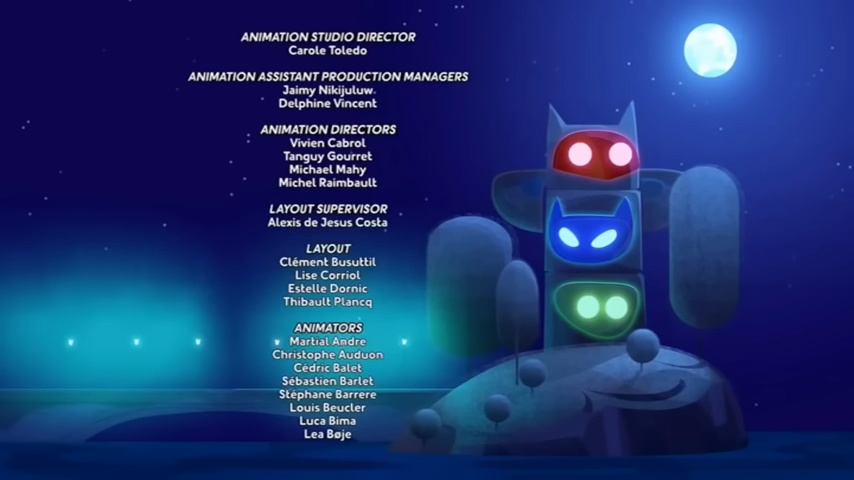 ANIMATION STUDIO DIRECTOR
Carole Toledo
ANIMATION ASSISTANT PRODUCTION MANAGERS
Jaimy Nikijuluw
Delphine Vincent
ANIMATION DIRECTORS
Vivien Cabrol
Tanguy Gourret
Michael Mahy
Michel Raimbault
LAYOUT SUPERVISOR
Alexis de Jesus Costa
LAYOUT
Clément Busuttil
Lise Corriol
Estelle Dornic
Thibault Plancq
ANIMATORS
Martial Andre
Christophe Auduon
Cédric Balet
Sébastien Barlet
Stéphane Barrere
Louis Beucler
Luca Bima
Lea Bøje